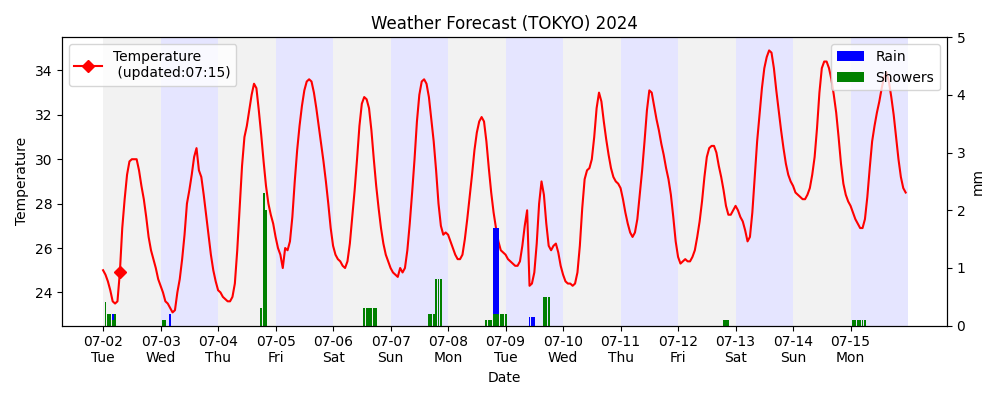 Weather Forecast (TOKYO) 2024
Temperature
(updated:07:15)
Rain
Showers
Temperature
34
32
30
28
26
24
5
4
3
2
1
0
mm
07-02 07-03 07-04 07-05 07-06 07-07 07-08 07-09 07-10 07-11 07-12 07-13 07-14 07-15
Tue Wed Thu Fri Sat Sun Mon Tue Wed Thu Fri Sat Sun Mon
Date